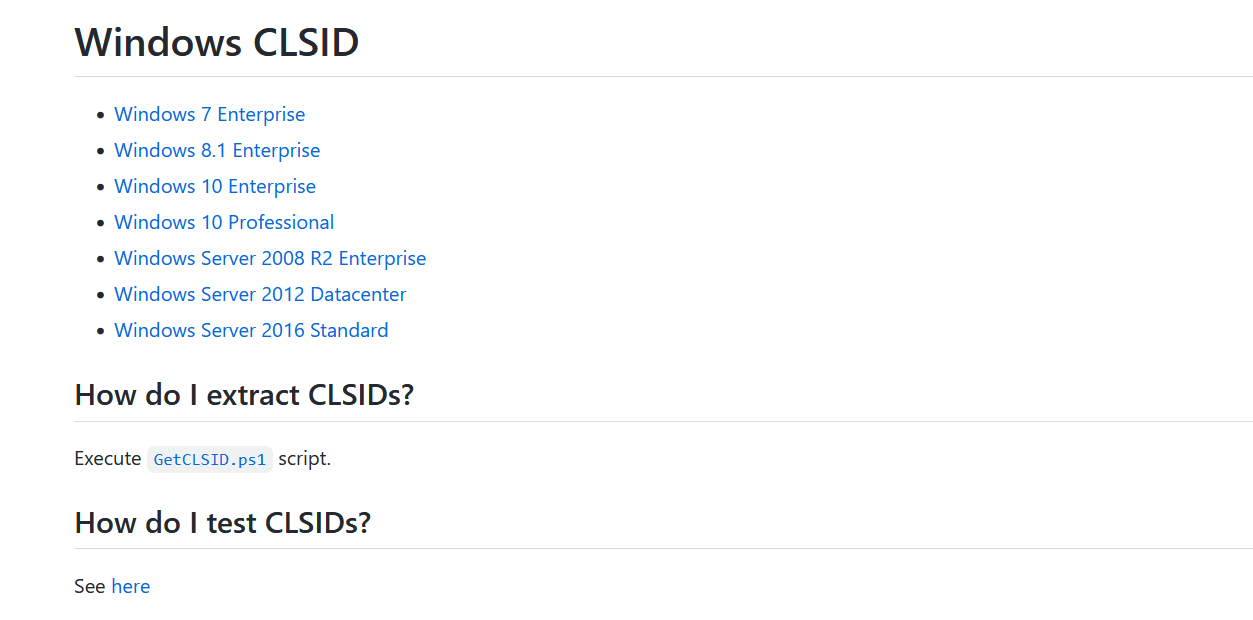 Windows CLSID
Windows 7 Enterprise
Windows 8.1 Enterprise
Windows 10 Enterprise
Windows 10 Professional
Windows Server 2008 R2 Enterprise
Windows Server 2012 Datacenter
Windows Server 2016 Standard
How do I extract CLSIDs?
Execute GetCLSID.ps1 script.
How do I test CLSIDs?
See here